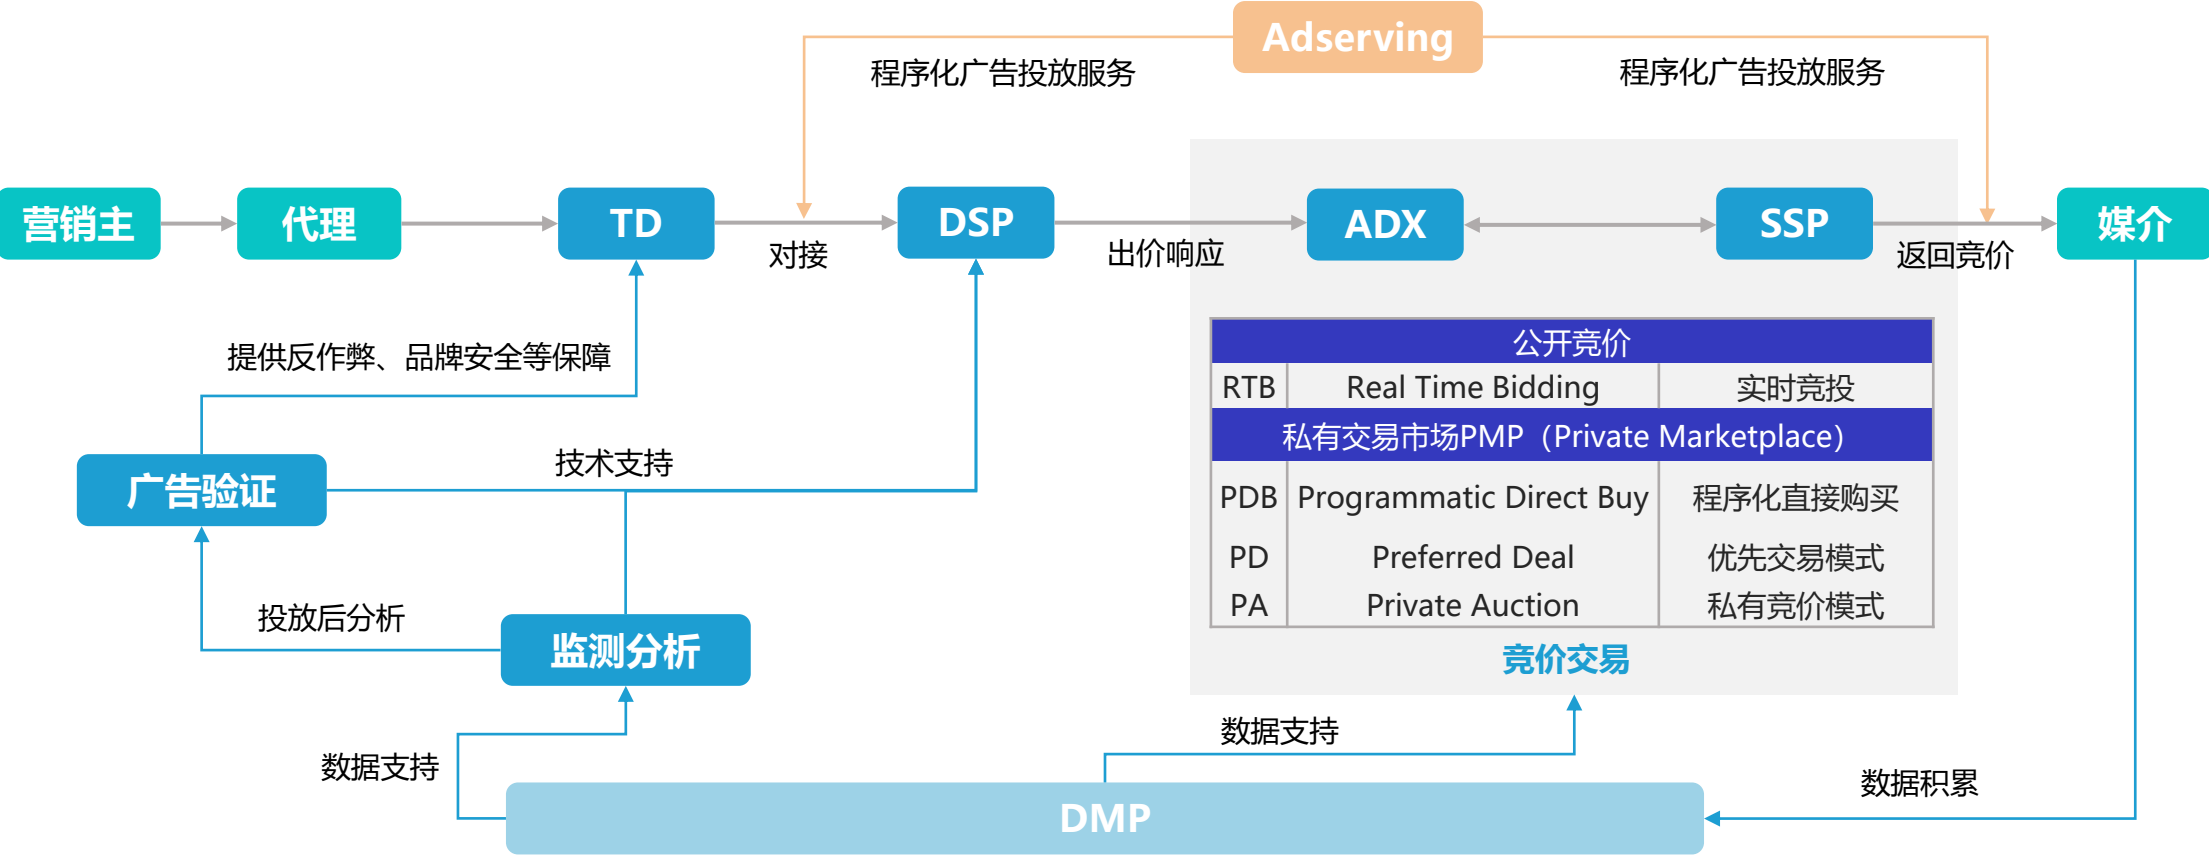 Adserving
程序化广告投放服务
程序化广告投放服务
营销主
代理
TD
DSP
ADX
SSP
媒介
对接
出价响应
返回竞价
提供反作弊、品牌安全等保障
公开竞价
RTB Real Time Bidding 实时竞投
私有交易市场PMP（Private Marketplace）
PDB Programmatic Direct Buy 程序化直接购买
PD Preferred Deal 优先交易模式
PA Private Auction 私有竞价模式
竞价交易
技术支持
广告验证
投放后分析
监测分析
数据支持
数据支持
数据积累
DMP